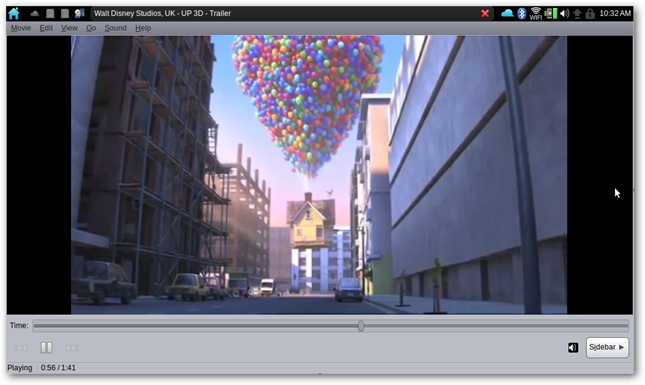 Walt Disney Studios, UK - UP 3D - Trailer
WIFI
10:32 AM
Movie Edit View Go Sound Help
Time:
Sidebar
Playing 0:56 / 1:41